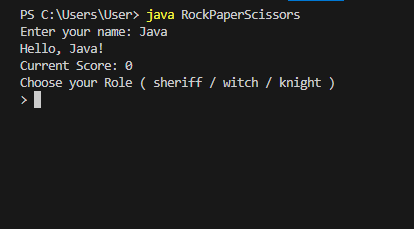 PS C:\Users\User> java RockPaperScissors
Enter your name: Java
Hello, Java!
Current Score: 0
Choose your Role ( sheriff / witch / knight )
>